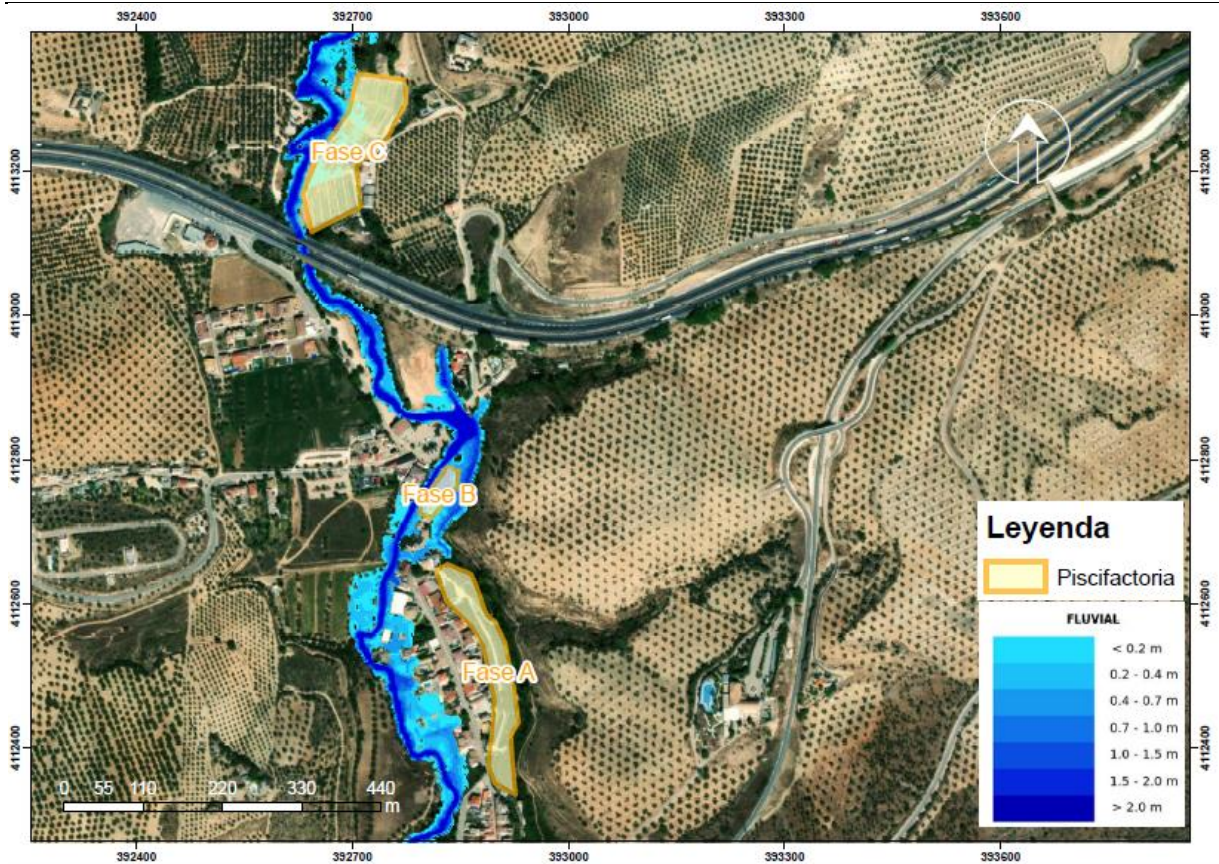 392400 392700 393000 393300 393600
4113200 4113200
4113000 4113000
4112800 4112800
4112600 4112600
4112400 4112400
Fase C
Fase B
Fase A
Leyenda
Piscifactoria
FLUVIAL
< 0.2 m
0.2 - 0.4 m
0.4 - 0.7 m
0.7 - 1.0 m
1.0 - 1.5 m
1.5 - 2.0 m
> 2.0 m
0 55 110 220 330 440
m
392400 392700 393000 393300 393600